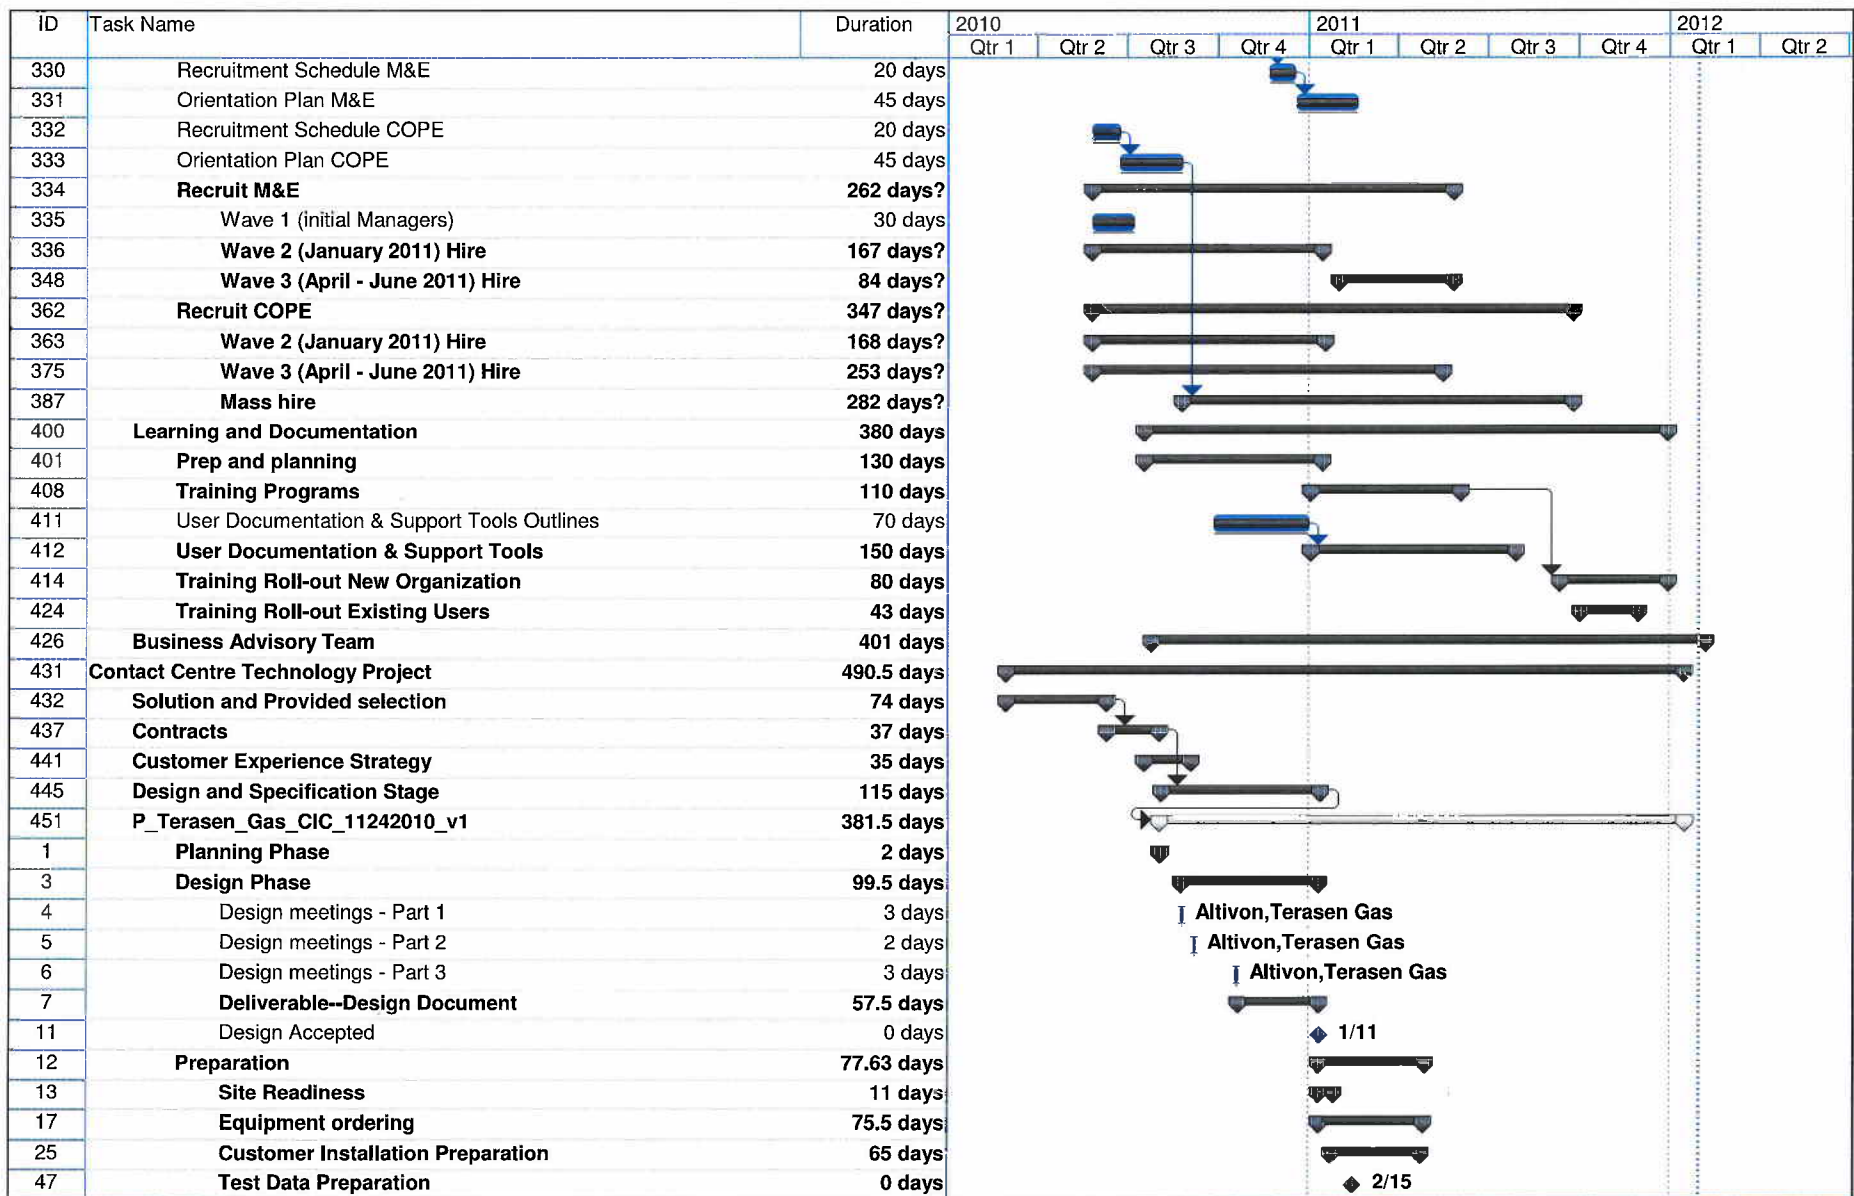 ID Task Name Duration 2010 2011 2012
Qtr 1 Qtr 2 Qtr 3 Qtr 4 Qtr 1 Qtr 2 Qtr 3 Qtr 4 Qtr 1 Qtr 2
330 Recruitment Schedule M&E 20 days
331 Orientation Plan M&E 45 days
332 Recruitment Schedule COPE 20 days
333 Orientation Plan COPE 45 days
334 Recruit M&E 262 days?
335 Wave 1 (initial Managers) 30 days
336 Wave 2 (January 2011) Hire 167 days?
348 Wave 3 (April - June 2011) Hire 84 days?
362 Recruit COPE 347 days?
363 Wave 2 (January 2011) Hire 168 days?
375 Wave 3 (April - June 2011) Hire 253 days?
387 Mass hire 282 days?
400 Learning and Documentation 380 days
401 Prep and planning 130 days
408 Training Programs 110 days
411 User Documentation & Support Tools Outlines 70 days
412 User Documentation & Support Tools 150 days
414 Training Roll-out New Organization 80 days
424 Training Roll-out Existing Users 43 days
426 Business Advisory Team 401 days
431 Contact Centre Technology Project 490.5 days
432 Solution and Provided selection 74 days
437 Contracts 37 days
441 Customer Experience Strategy 35 days
445 Design and Specification Stage 115 days
451 P_Terasen_Gas_CIC_11242010_v1 381.5 days
1 Planning Phase 2 days
3 Design Phase 99.5 days
4 Design meetings - Part 1 3 days Altivon,Terasen Gas
5 Design meetings - Part 2 2 days Altivon,Terasen Gas
6 Design meetings - Part 3 3 days Altivon,Terasen Gas
7 Deliverable--Design Document 57.5 days
11 Design Accepted 0 days 1/11
12 Preparation 77.63 days
13 Site Readiness 11 days
17 Equipment ordering 75.5 days
25 Customer Installation Preparation 65 days
47 Test Data Preparation 0 days 2/15